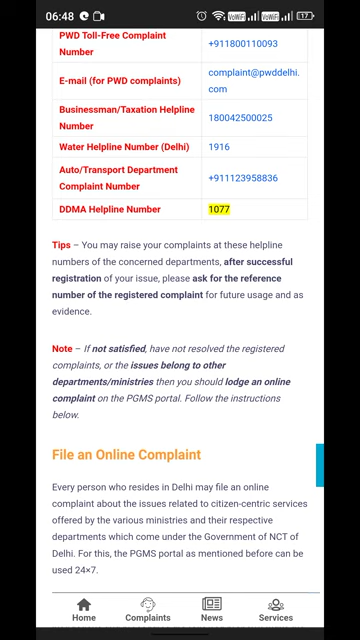 06:48
VoWiFi VoWiFi 17
PWD Toll-Free Complaint
Number
+911800110093
E-mail (for PWD complaints)
complaint@pwddelhi.
com
Businessman/Taxation Helpline
Number
180042500025
Water Helpline Number (Delhi)
1916
Auto/Transport Department
Complaint Number
+911123958836
DDMA Helpline Number
1077
Tips – You may raise your complaints at these helpline
numbers of the concerned departments, after successful
registration of your issue, please ask for the reference
number of the registered complaint for future usage and as
evidence.
Note – If not satisfied, have not resolved the registered
complaints, or the issues belong to other
departments/ministries then you should lodge an online
complaint on the PGMS portal. Follow the instructions
below.
File an Online Complaint
Every person who resides in Delhi may file an online
complaint about the issues related to citizen-centric services
offered by the various ministries and their respective
departments which come under the Government of NCT of
Delhi. For this, the PGMS portal as mentioned before can be
used 24×7.
Home
Complaints
News
Services